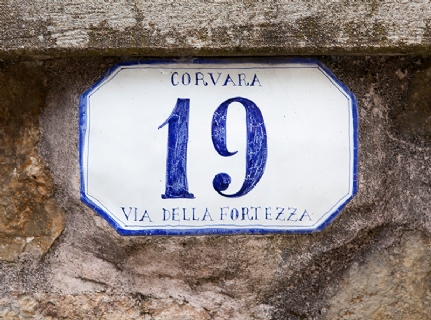 CORVARA
19
VIA DELLA FORTEZZA